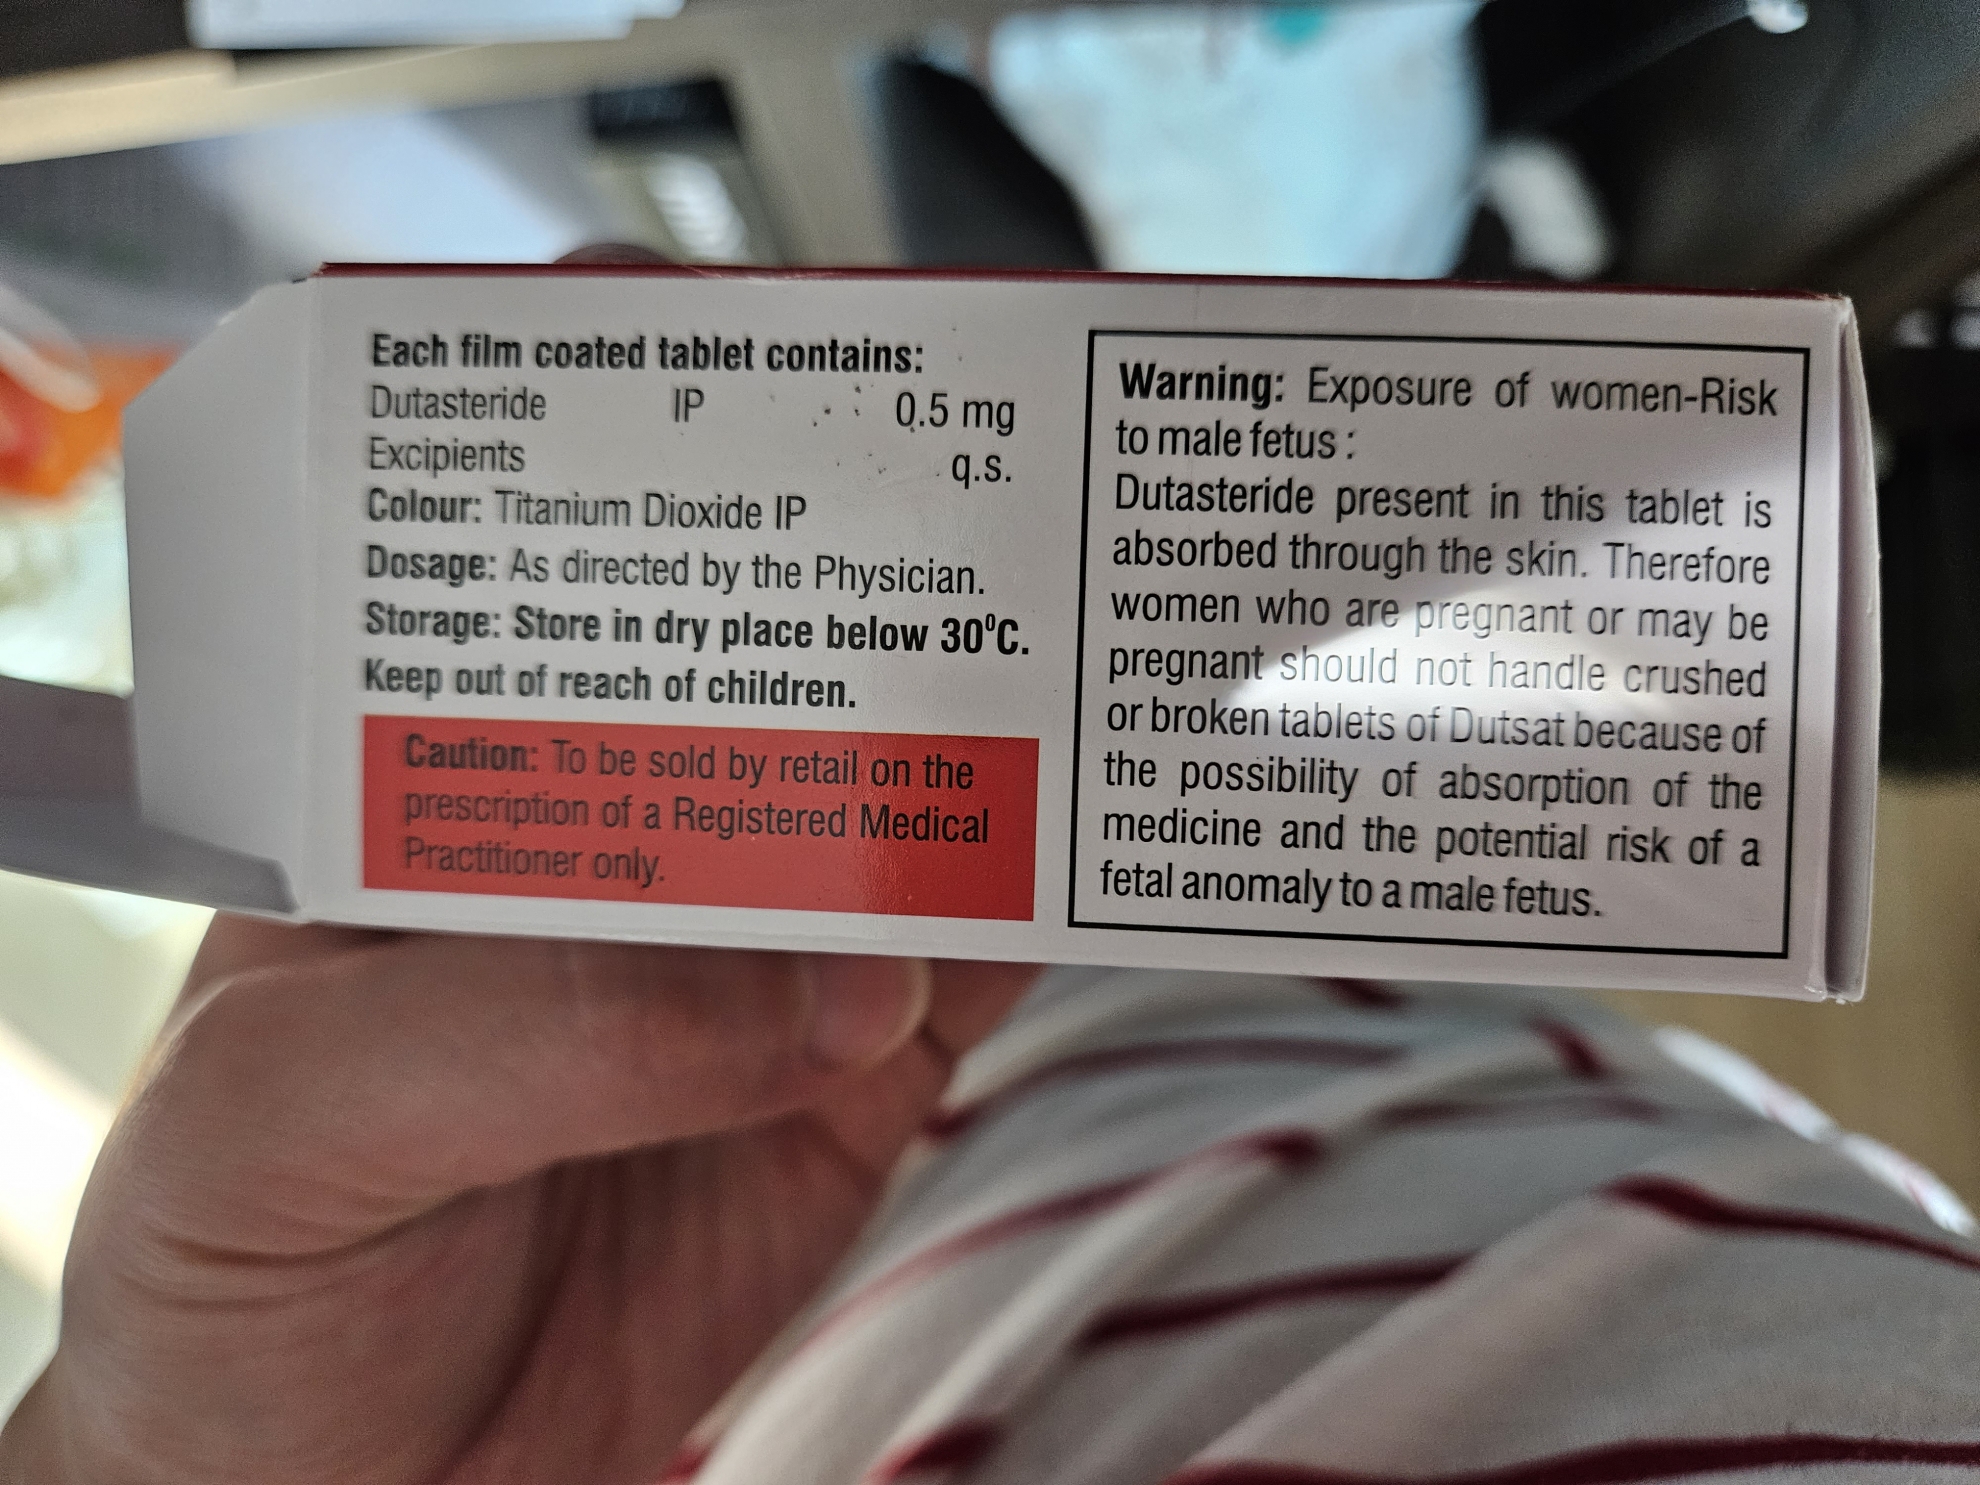 Each film coated tablet contains:
Dutasteride IP 0.5 mg
Excipients q.s.
Colour: Titanium Dioxide IP
Dosage: As directed by the Physician.
Storage: Store in dry place below 30⁰C.
Keep out of reach of children.
Caution: To be sold by retail on the
prescription of a Registered Medical
Practitioner only.
Warning: Exposure of women-Risk
to male fetus :
Dutasteride present in this tablet is
absorbed through the skin. Therefore
women who are pregnant or may be
pregnant should not handle crushed
or broken tablets of Dutsat because of
the possibility of absorption of the
medicine and the potential risk of a
fetal anomaly to a male fetus.